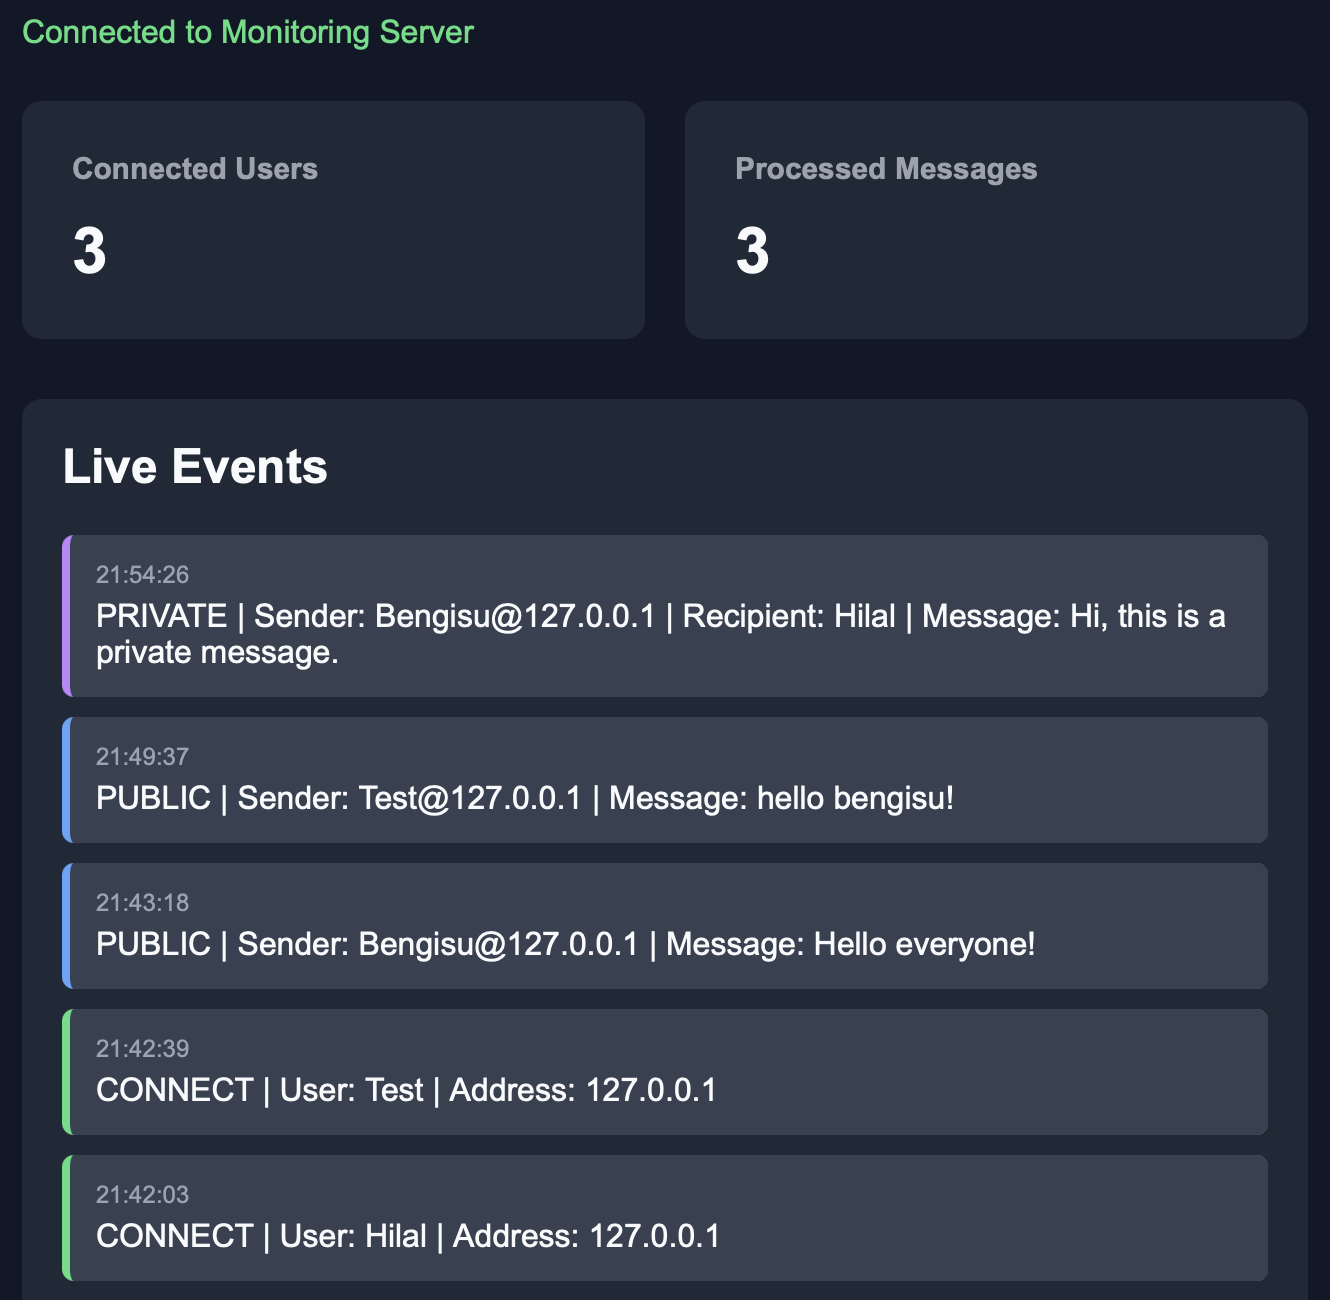 Connected to Monitoring Server
Connected Users
3
Processed Messages
3
Live Events
21:54:26
PRIVATE | Sender: Bengisu@127.0.0.1 | Recipient: Hilal | Message: Hi, this is a
private message.
21:49:37
PUBLIC | Sender: Test@127.0.0.1 | Message: hello bengisu!
21:43:18
PUBLIC | Sender: Bengisu@127.0.0.1 | Message: Hello everyone!
21:42:39
CONNECT | User: Test | Address: 127.0.0.1
21:42:03
CONNECT | User: Hilal | Address: 127.0.0.1